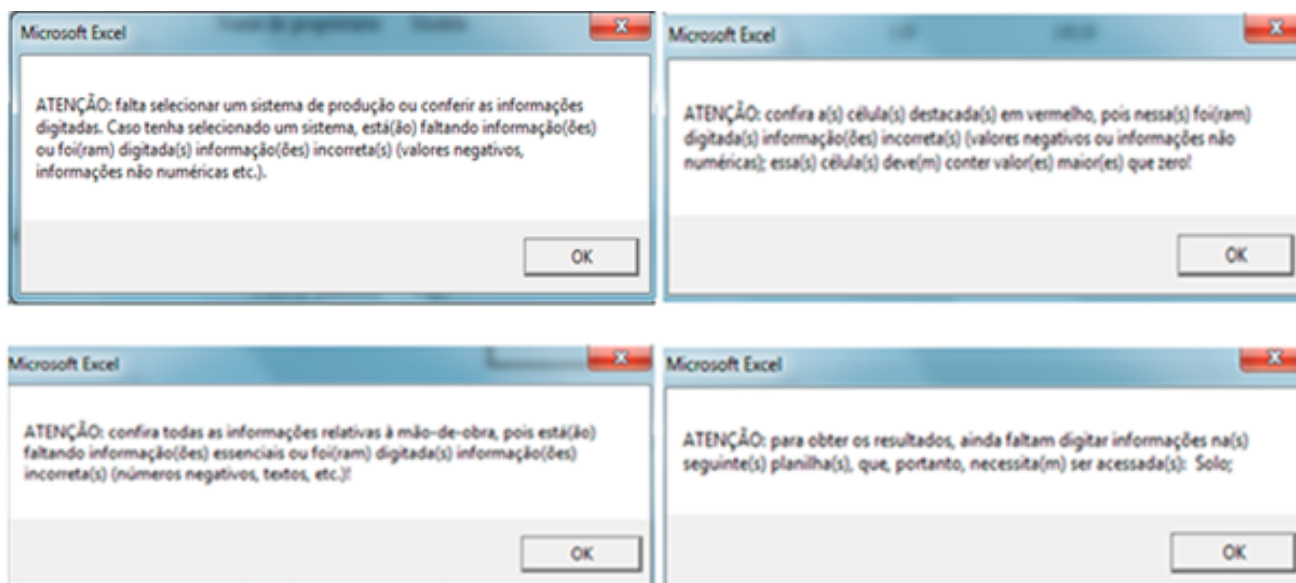 Microsoft Excel
ATENÇÃO: falta selecionar um sistema de produção ou conferir as informações
digitadas. Caso tenha selecionado um sistema, está(ão) faltando informação(ões)
ou foi(ram) digitada(s) informação(ões) incorreta(s) (valores negativos,
informações não numéricas etc.).
OK
Microsoft Excel
ATENÇÃO: confira a(s) célula(s) destacada(s) em vermelho, pois nessa(s) foi(ram)
digitada(s) informação(ões) incorreta(s) (valores negativos ou informações não
numéricas); essa(s) célula(s) deve(m) conter valor(es) maior(es) que zero!
OK
Microsoft Excel
ATENÇÃO: confira todas as informações relativas à mão-de-obra, pois está(ão)
faltando informação(ões) essenciais ou foi(ram) digitada(s) informação(ões)
incorreta(s) (números negativos, textos, etc.)!
OK
Microsoft Excel
ATENÇÃO: para obter os resultados, ainda faltam digitar informações na(s)
seguinte(s) planilha(s), que, portanto, necessita(m) ser acessada(s): Solo;
OK